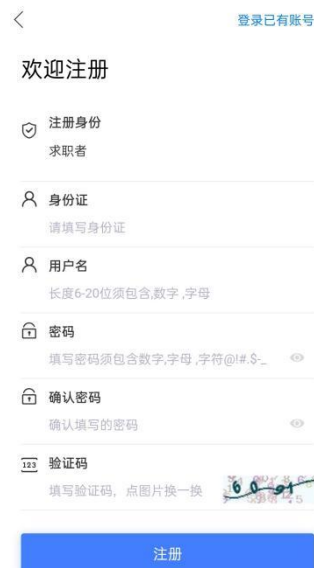 登录已有账号
欢迎注册
注册身份
求职者
身份证
请填写身份证
用户名
长度6-20位须包含,数字 ,字母
密码
填写密码须包含数字,字母 ,字符@!#.$-_
确认密码
确认填写的密码
123 验证码
填写验证码，点图片换一换
6091
注册